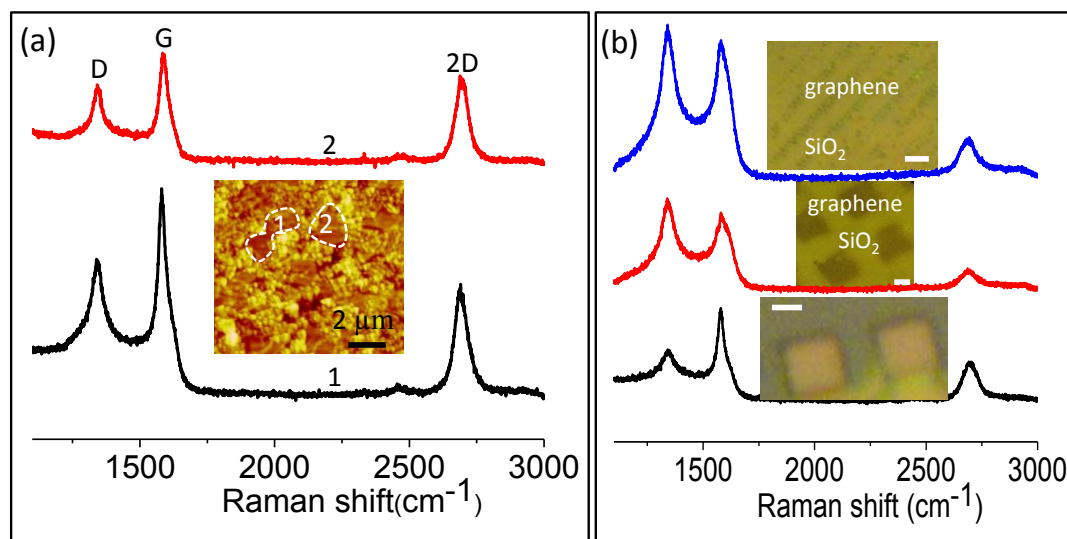 (a)
D
G
2D
2
1
2
2 μm
1
1500
2000
2500
3000
Raman shift(cm⁻¹)
(b)
graphene
SiO₂
graphene
SiO₂
1500
2000
2500
3000
Raman shift (cm⁻¹)